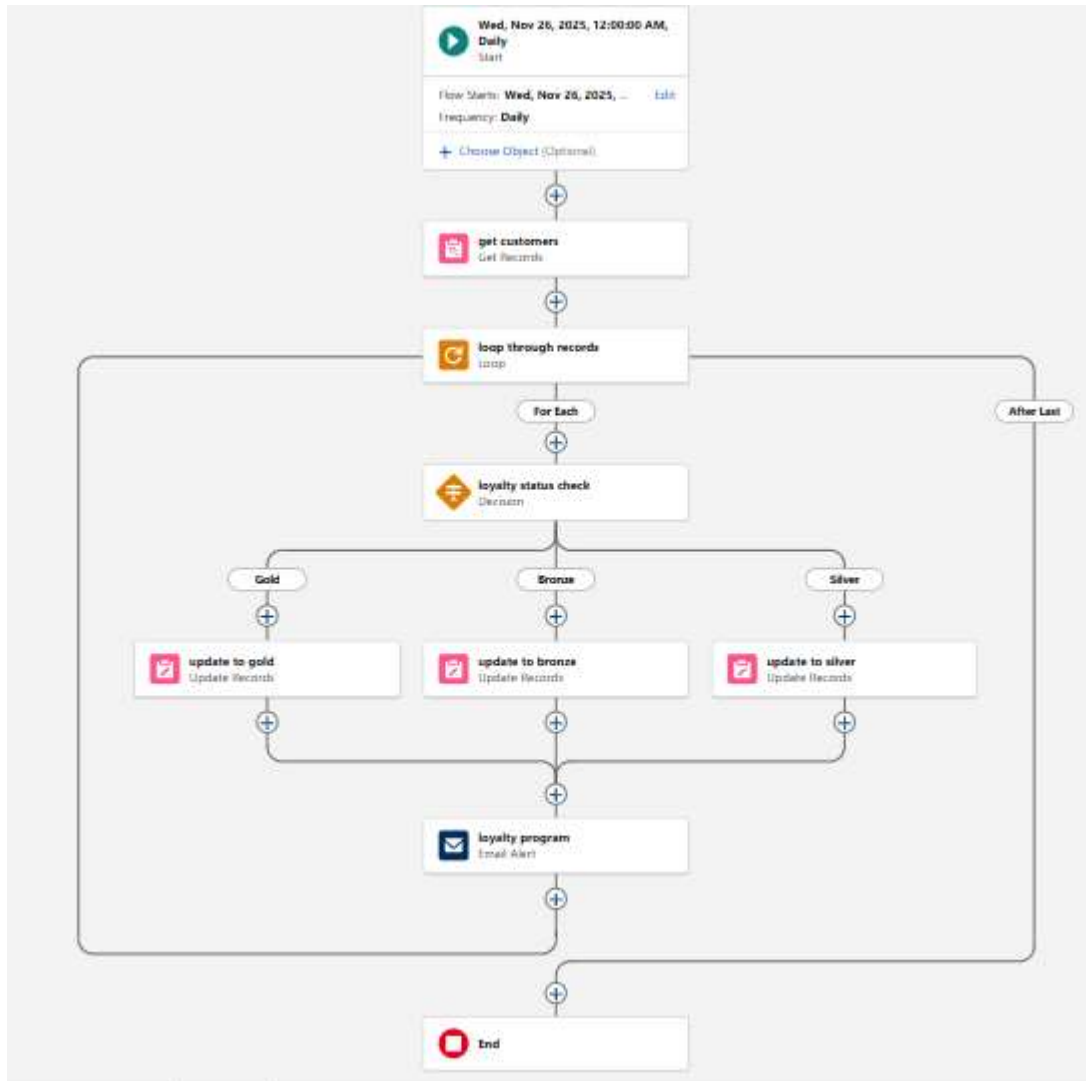 Wed, Nov 26, 2025, 12:00:00 AM,
Daily
Start
Flow Starts: Wed, Nov 26, 2025, ... Edit
Frequency: Daily
+ Choose Object (Optional)
get customers
Get Records
loop through records
Loop
For Each
After Last
loyalty status check
Decision
Gold
Bronze
Silver
update to gold
Update Records
update to bronze
Update Records
update to silver
Update Records
loyalty program
Email Alert
End